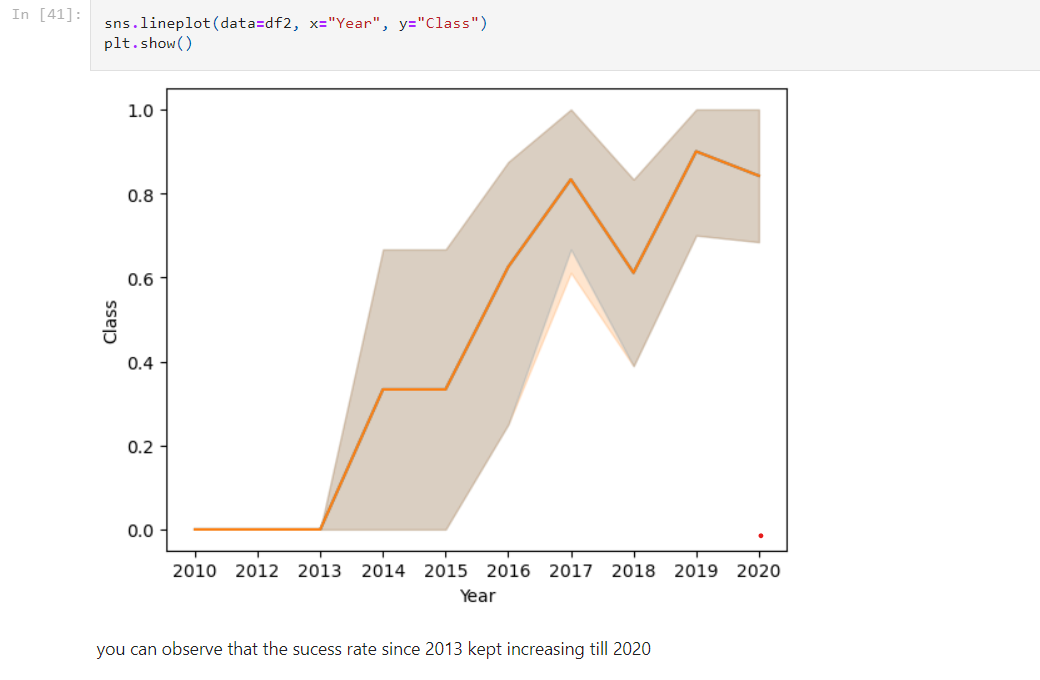 In [41]:
sns.lineplot(data=df2, x="Year", y="Class")
plt.show()
1.0
0.8
0.6
0.4
0.2
0.0
Class
2010 2012 2013 2014 2015 2016 2017 2018 2019 2020
Year
you can observe that the sucess rate since 2013 kept increasing till 2020